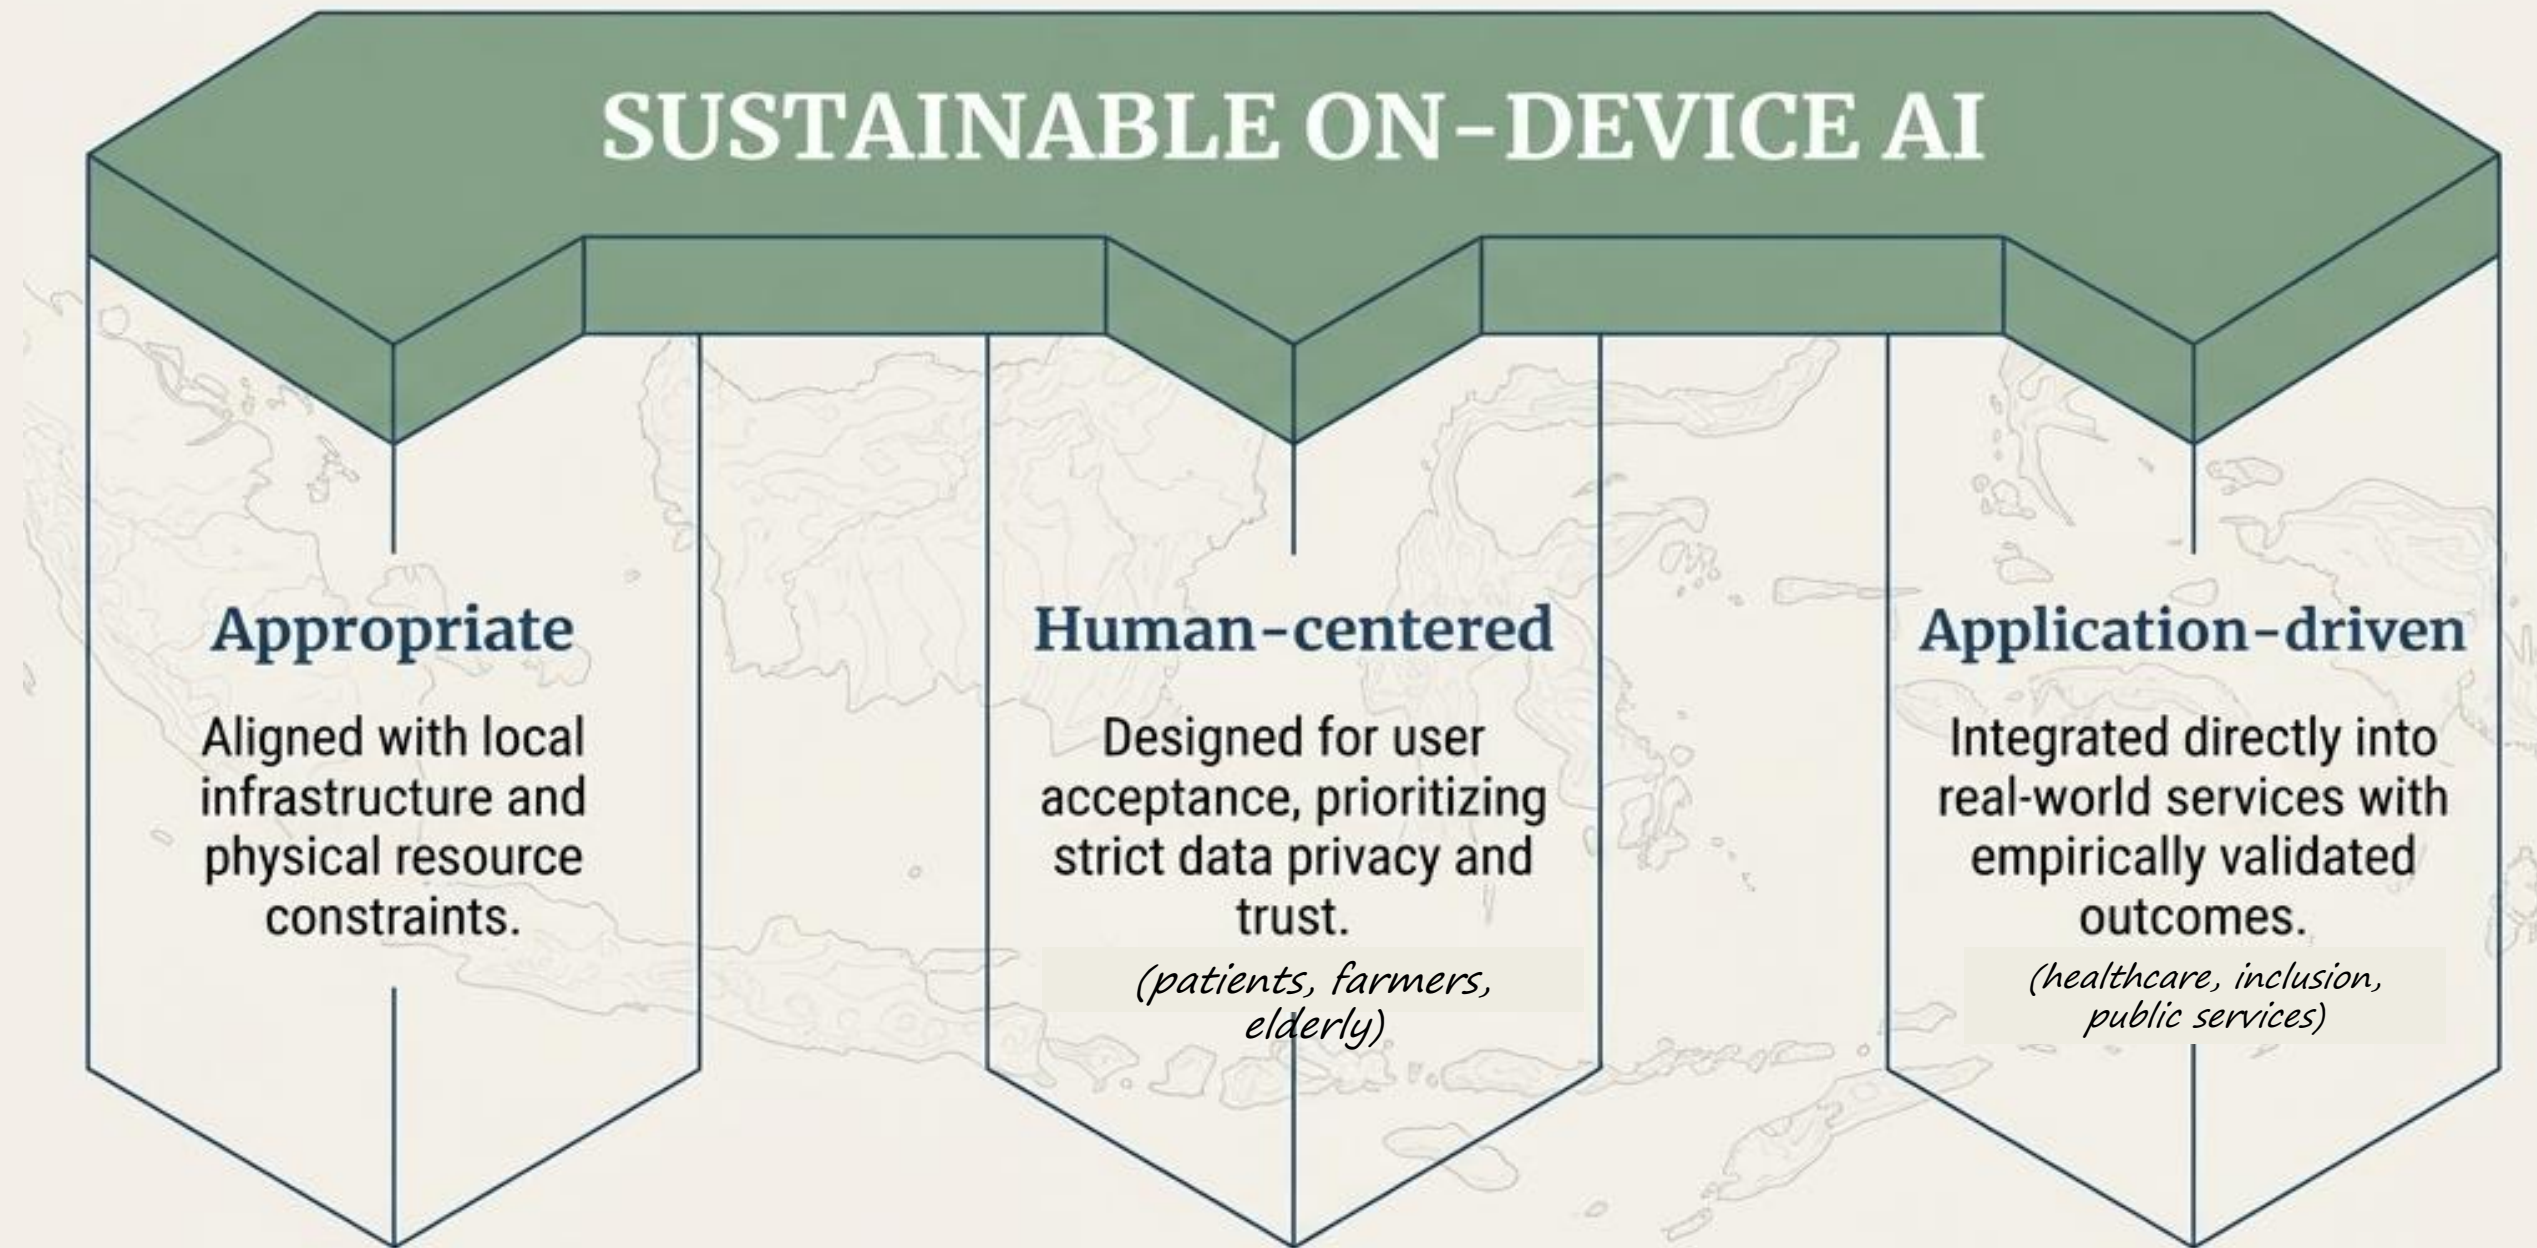 SUSTAINABLE ON-DEVICE AI
Appropriate
Aligned with local
infrastructure and
physical resource
constraints.
Human-centered
Designed for user
acceptance, prioritizing
strict data privacy and
trust.
(patients, farmers,
elderly)
Application-driven
Integrated directly into
real-world services with
empirically validated
outcomes.
(healthcare, inclusion,
public services)